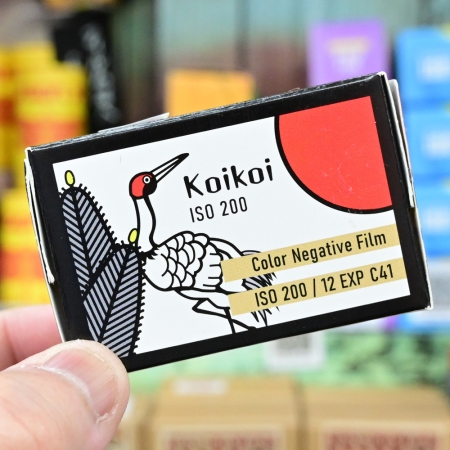 Koikoi
ISO 200
Color Negative Film
ISO 200 / 12 EXP C41